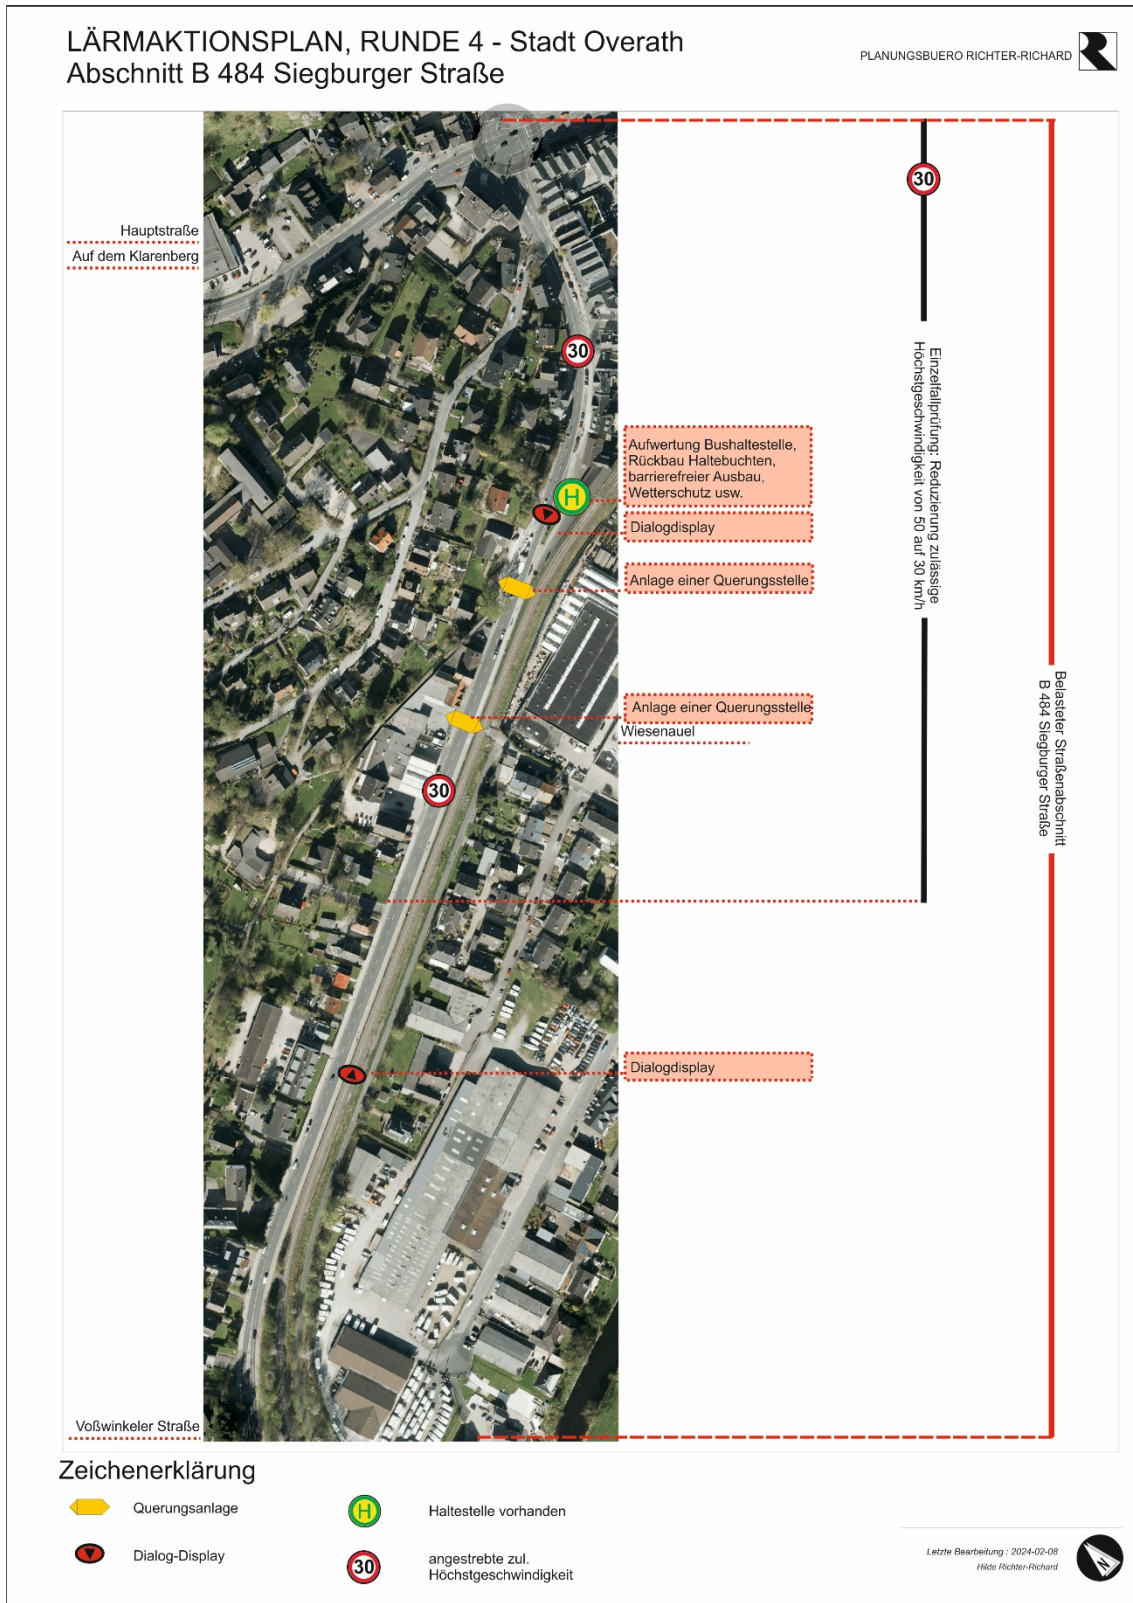 LÄRMAKTIONSPLAN, RUNDE 4 - Stadt Overath
Abschnitt B 484 Siegburger Straße
PLANUNGSBUERO RICHTER-RICHARD
30
Hauptstraße
Auf dem Klarenberg
30
Einzelfallprüfung: Reduzierung zulässige
Höchstgeschwindigkeit von 50 auf 30 km/h
Aufwertung Bushaltestelle,
Rückbau Haltebuchten,
barrierefreier Ausbau,
Wetterschutz usw.
H
Dialogdisplay
Anlage einer Querungsstelle
Belasteter Straßenabschnitt
B 484 Siegburger Straße
Anlage einer Querungsstelle
Wiesenauel
30
Dialogdisplay
Voßwinkeler Straße
Zeichenerklärung
Querungsanlage
H
Haltestelle vorhanden
Dialog-Display
30
angestrebte zul.
Höchstgeschwindigkeit
Letzte Bearbeitung : 2024-02-08
Hilde Richter-Richard
N